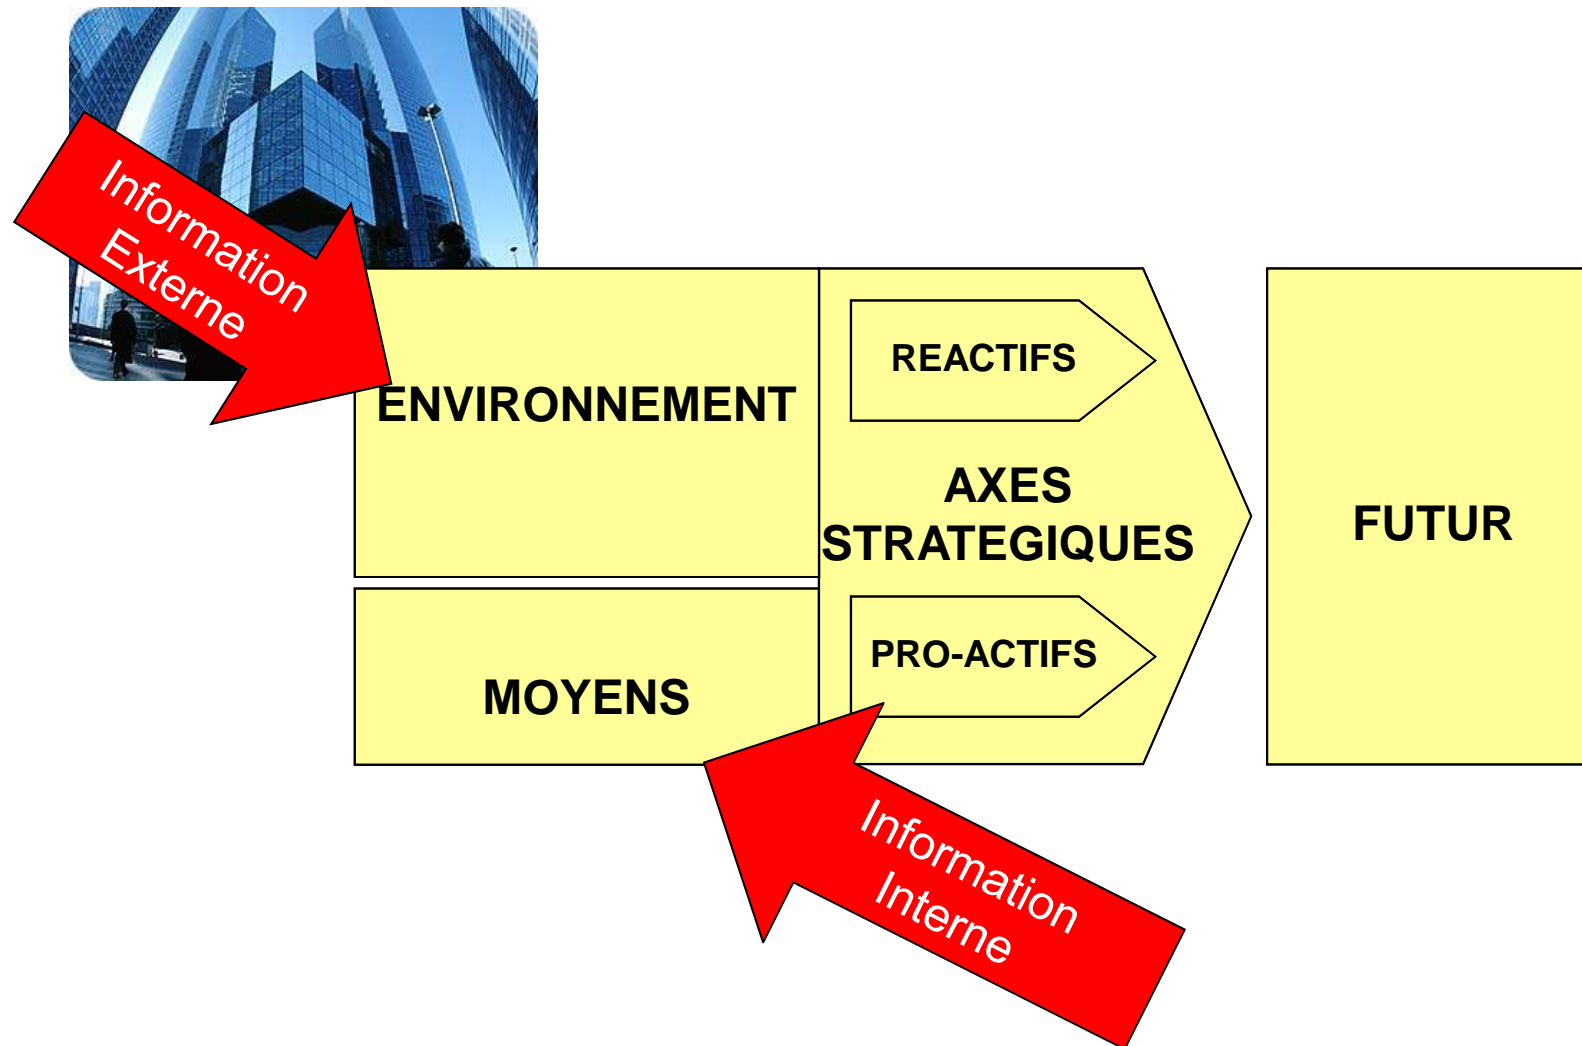 Information
Externe
ENVIRONNEMENT
REACTIFS
AXES
STRATEGIQUES
PRO-ACTIFS
MOYENS
FUTUR
Information
Interne